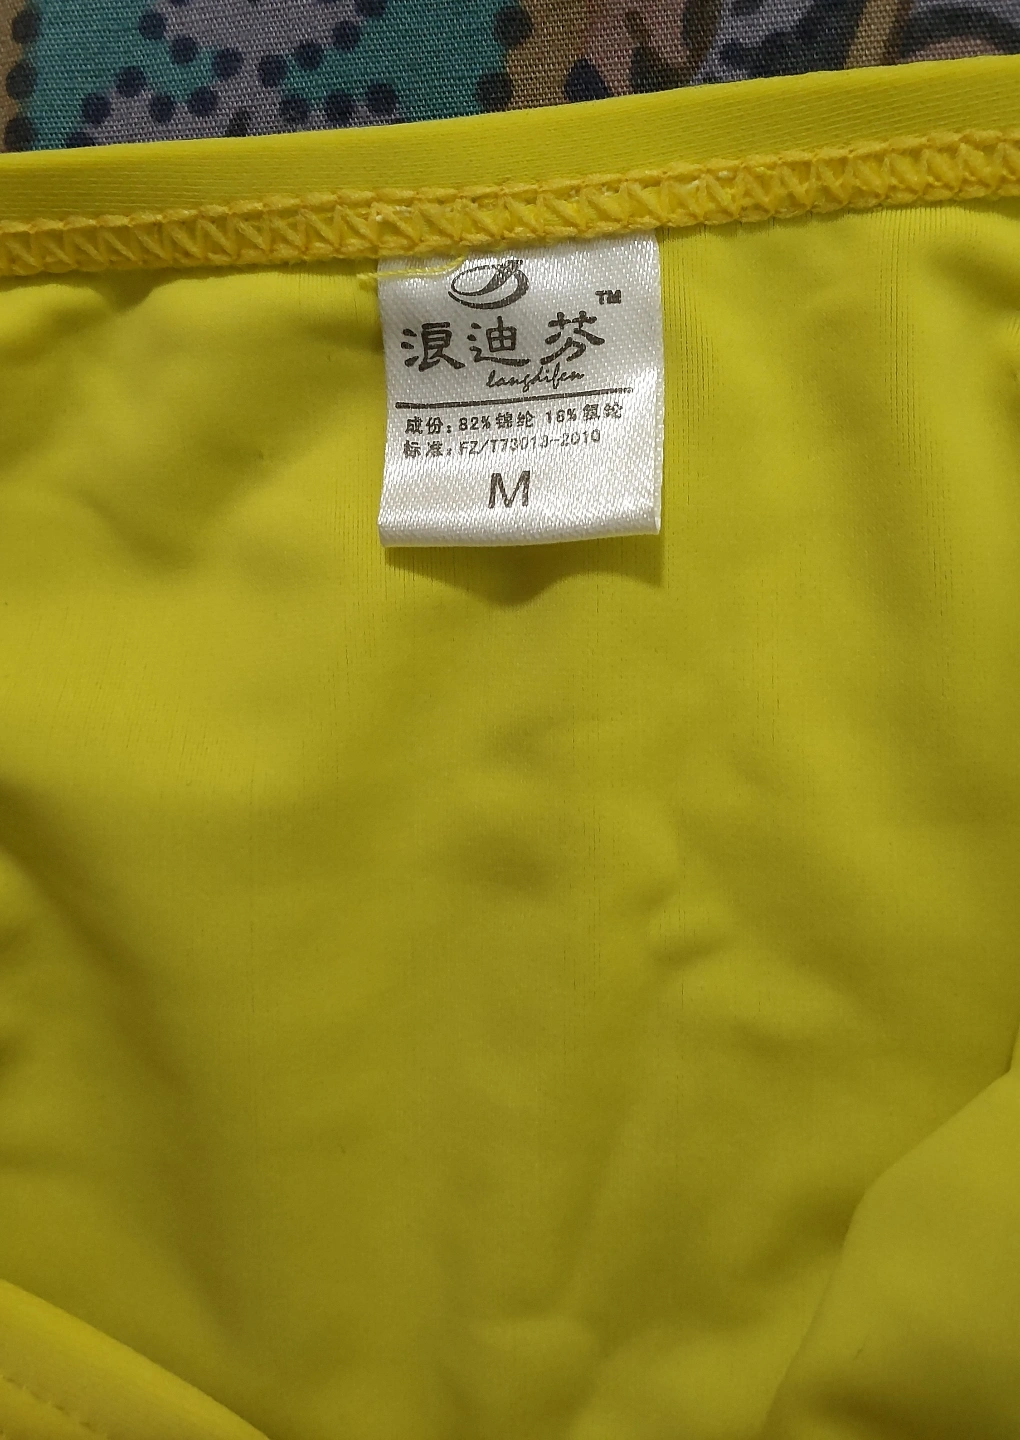 TM
浪迪芬
langdifen
成份：82%锦纶 18%氨纶
标准：FZ/T73013-2010
M